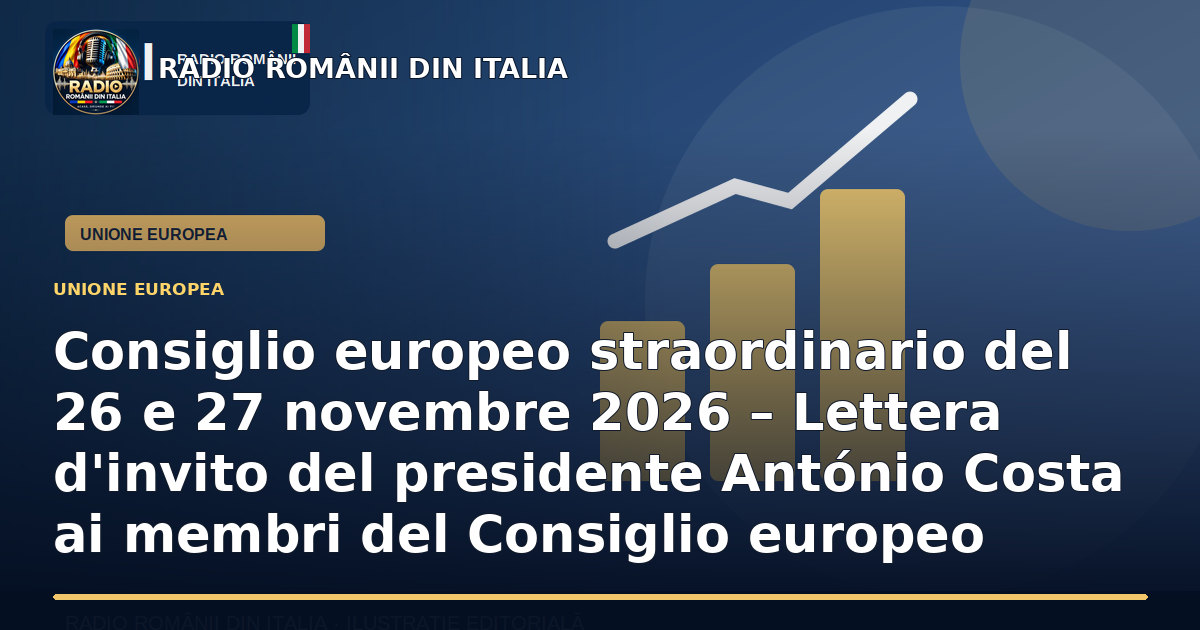 RADIO ROMÂNII
DIN ITALIA
RADIO ROMÂNII DIN ITALIA
RADIO
ROMÂNII DIN ITALIA
UNIONE EUROPEA
UNIONE EUROPEA
Consiglio europeo straordinario del
26 e 27 novembre 2026 – Lettera
d'invito del presidente António Costa
ai membri del Consiglio europeo
RADIO ROMÂNII DIN ITALIA · ILUSTRAȚIE EDITORIALĂ